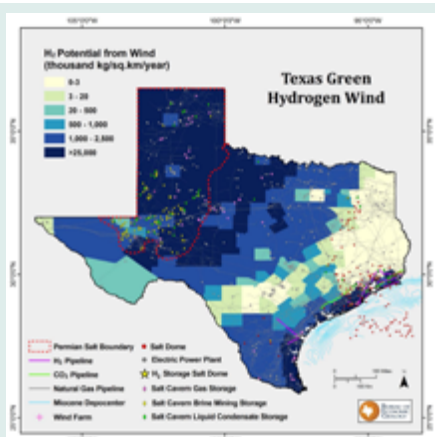 H₂ Potential from Wind
(thousand kg/sq.km/year)
0-3
3 - 20
20 - 500
500 - 1,000
1,000 - 2,500
>25,000
Texas Green
Hydrogen Wind
Permian Salt Boundary
H₂ Pipeline
CO₂ Pipeline
Natural Gas Pipeline
Miocene Depocenter
Wind Farm
Salt Dome
Electric Power Plant
H₂ Storage Salt Dome
Salt Cavern Gas Storage
Salt Cavern Brine Mining Storage
Salt Cavern Liquid Condensate Storage